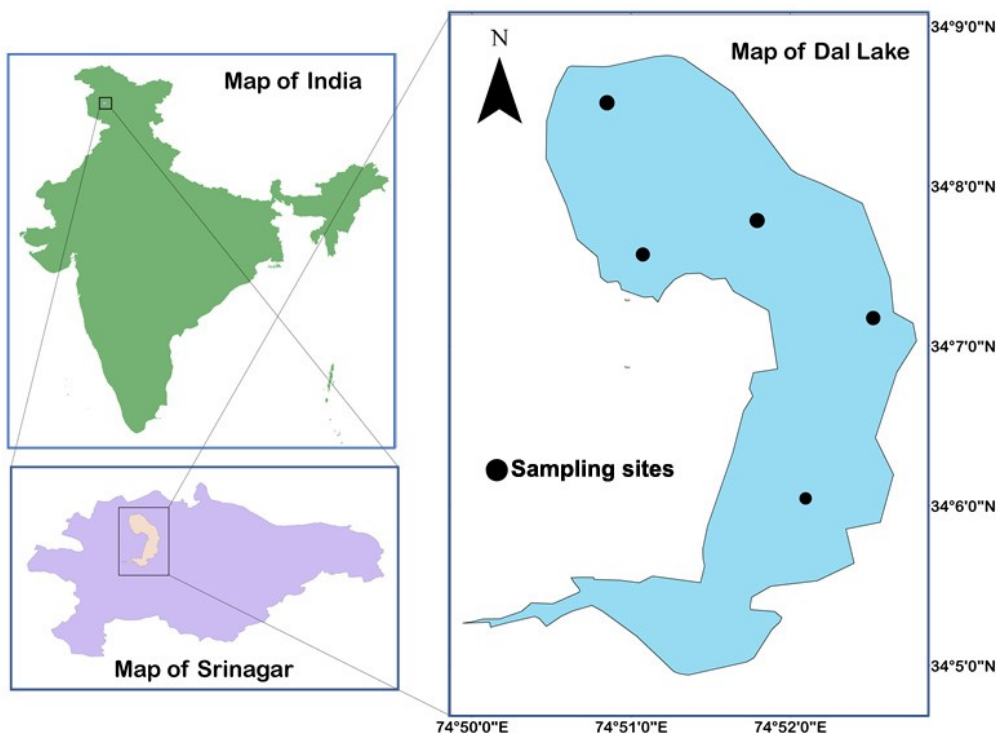 Map of India
Map of Srinagar
N
Map of Dal Lake
Sampling sites
34°9'0"N
34°8'0"N
34°7'0"N
34°6'0"N
34°5'0"N
74°50'0"E
74°51'0"E
74°52'0"E